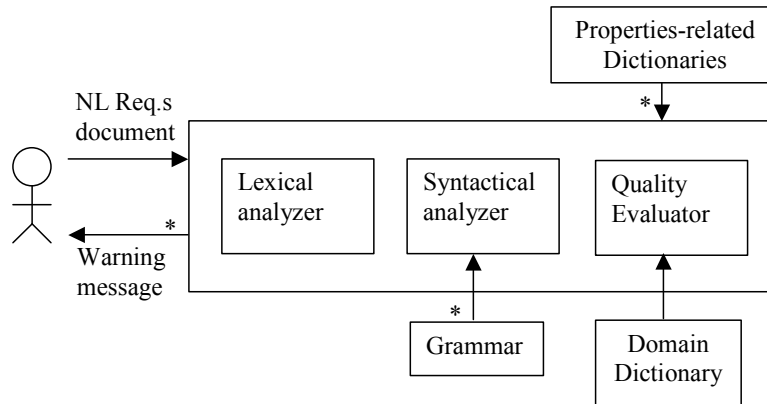 Properties-related
Dictionaries
*
NL Req.s
document
Lexical
analyzer
Syntactical
analyzer
Quality
Evaluator
*
Warning
message
*
Grammar
Domain
Dictionary